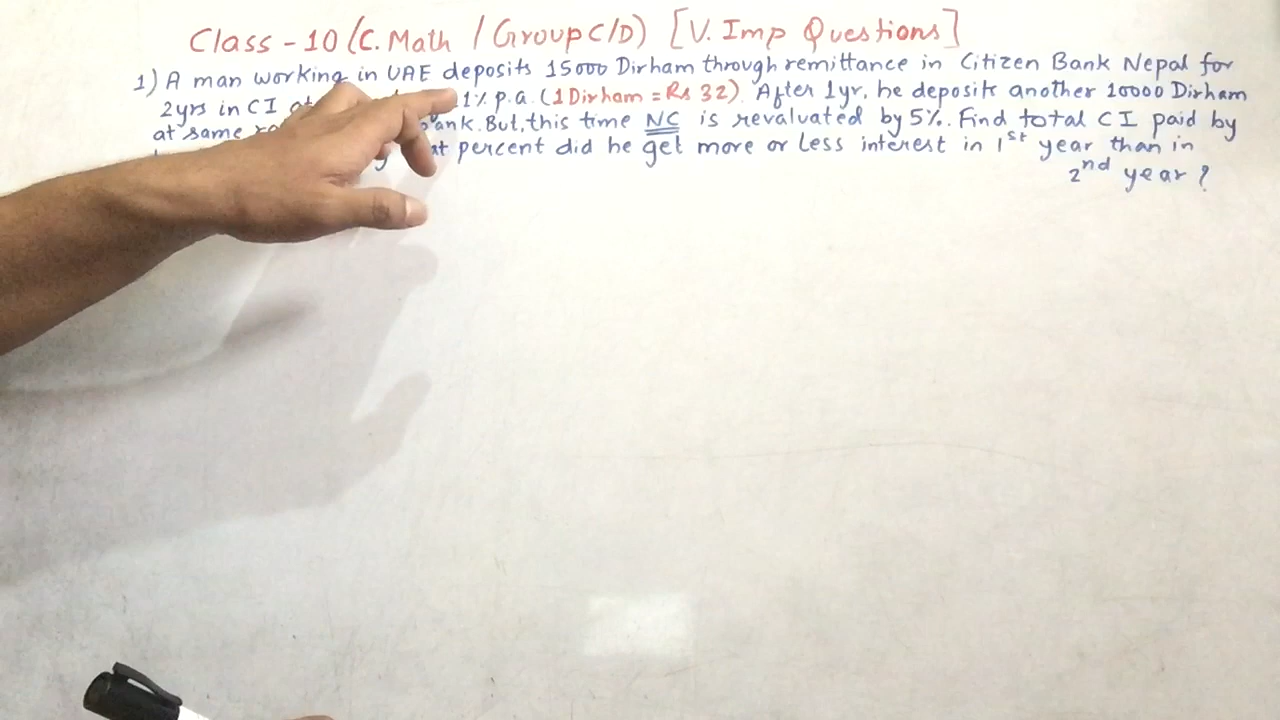 Class - 10 (C. Math / Group C/D) [V. Imp Questions]
1) A man working in UAE deposits 15000 Dirham through remittance in Citizen Bank Nepal for
2yrs in CI at 1% p.a. (1 Dirham = Rs 32). After 1yr, he deposits another 10000 Dirham
at same bank. But, this time NC is revaluated by 5%. Find total CI paid by
percent did he get more or less interest in 1st year than in
2nd year?